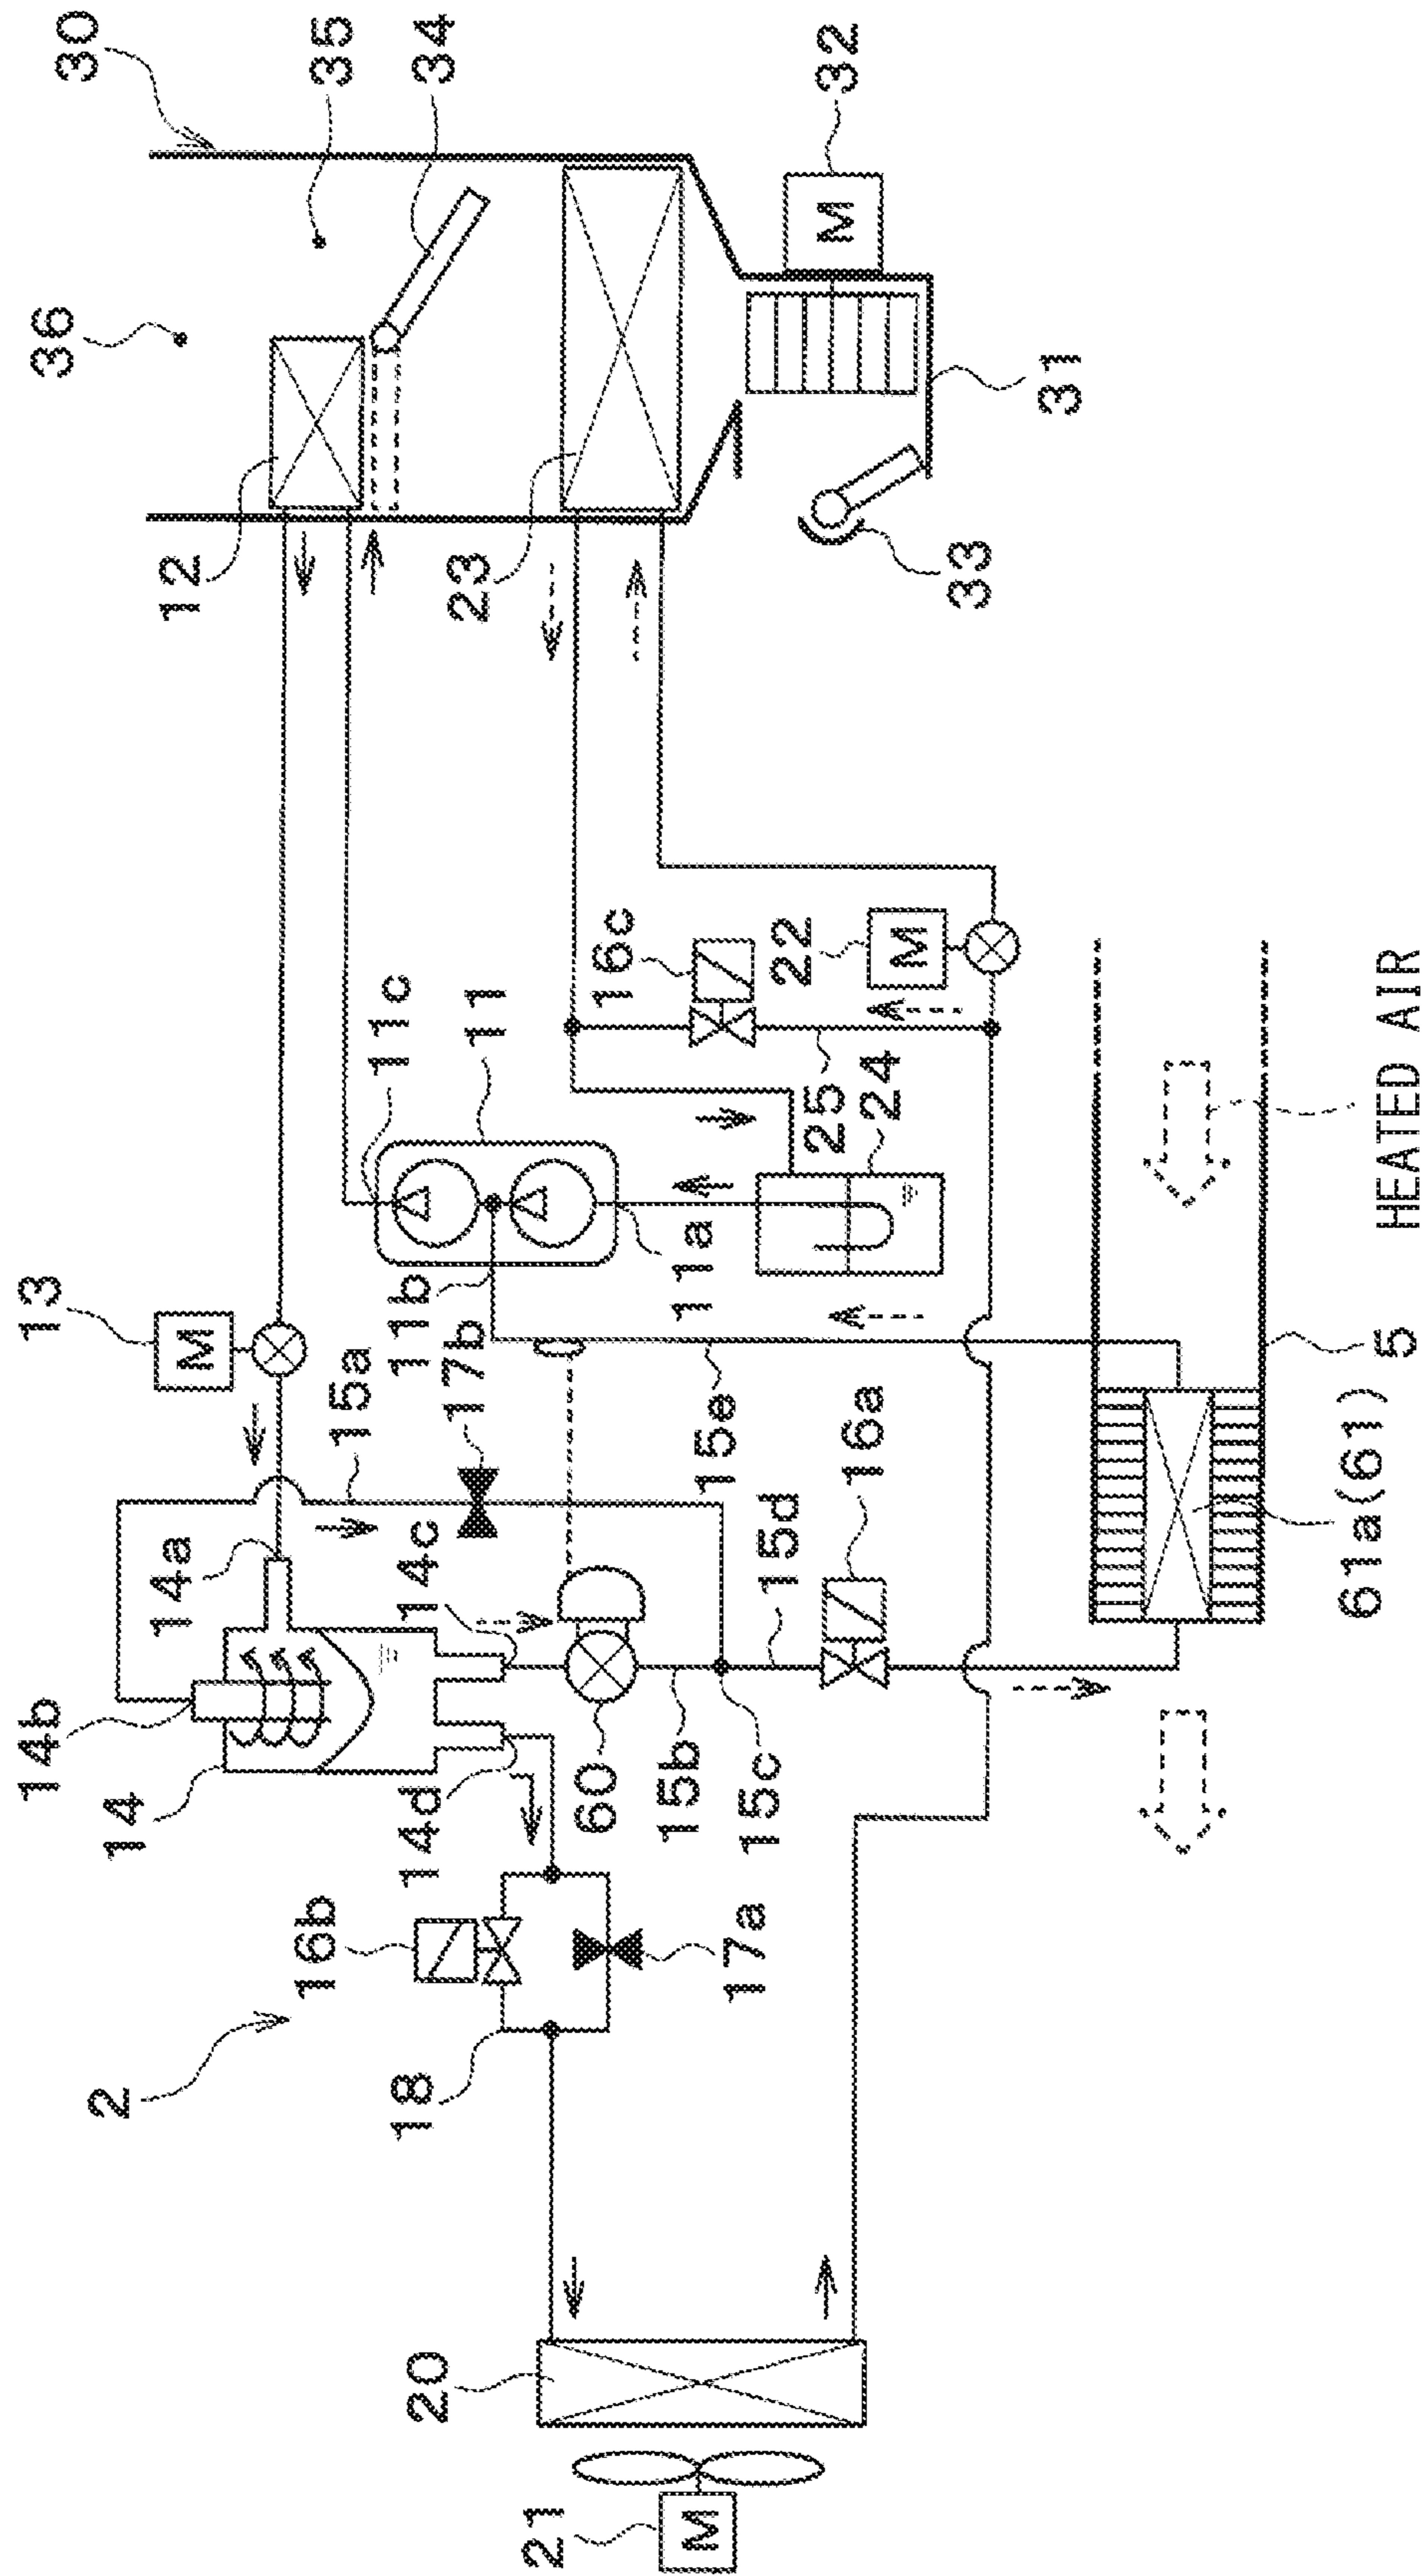 30
35
34
32
M
36
12
23
31
33
13
M
15a
17b
11b
11c
11
11a
16c
22
M
25
24
15e
HEATED AIR
5
61a(61)
14a
14b
14
14c
14d
60
15b
15c
15d
16a
16b
17a
18
2
20
21
M